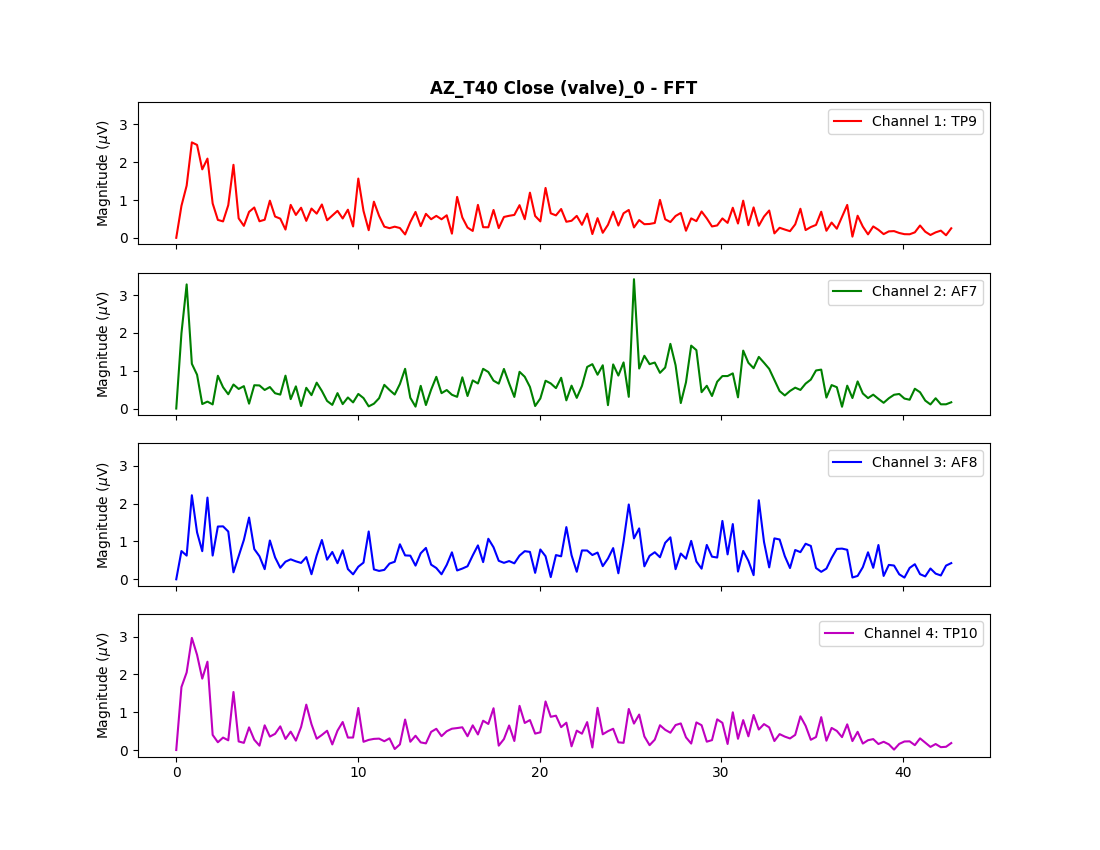 AZ_T40 Close (valve)_0 - FFT
Magnitude (μV)
3
2
1
0
Channel 1: TP9
Magnitude (μV)
3
2
1
0
Channel 2: AF7
Magnitude (μV)
3
2
1
0
Channel 3: AF8
Magnitude (μV)
3
2
1
0
Channel 4: TP10
0 10 20 30 40